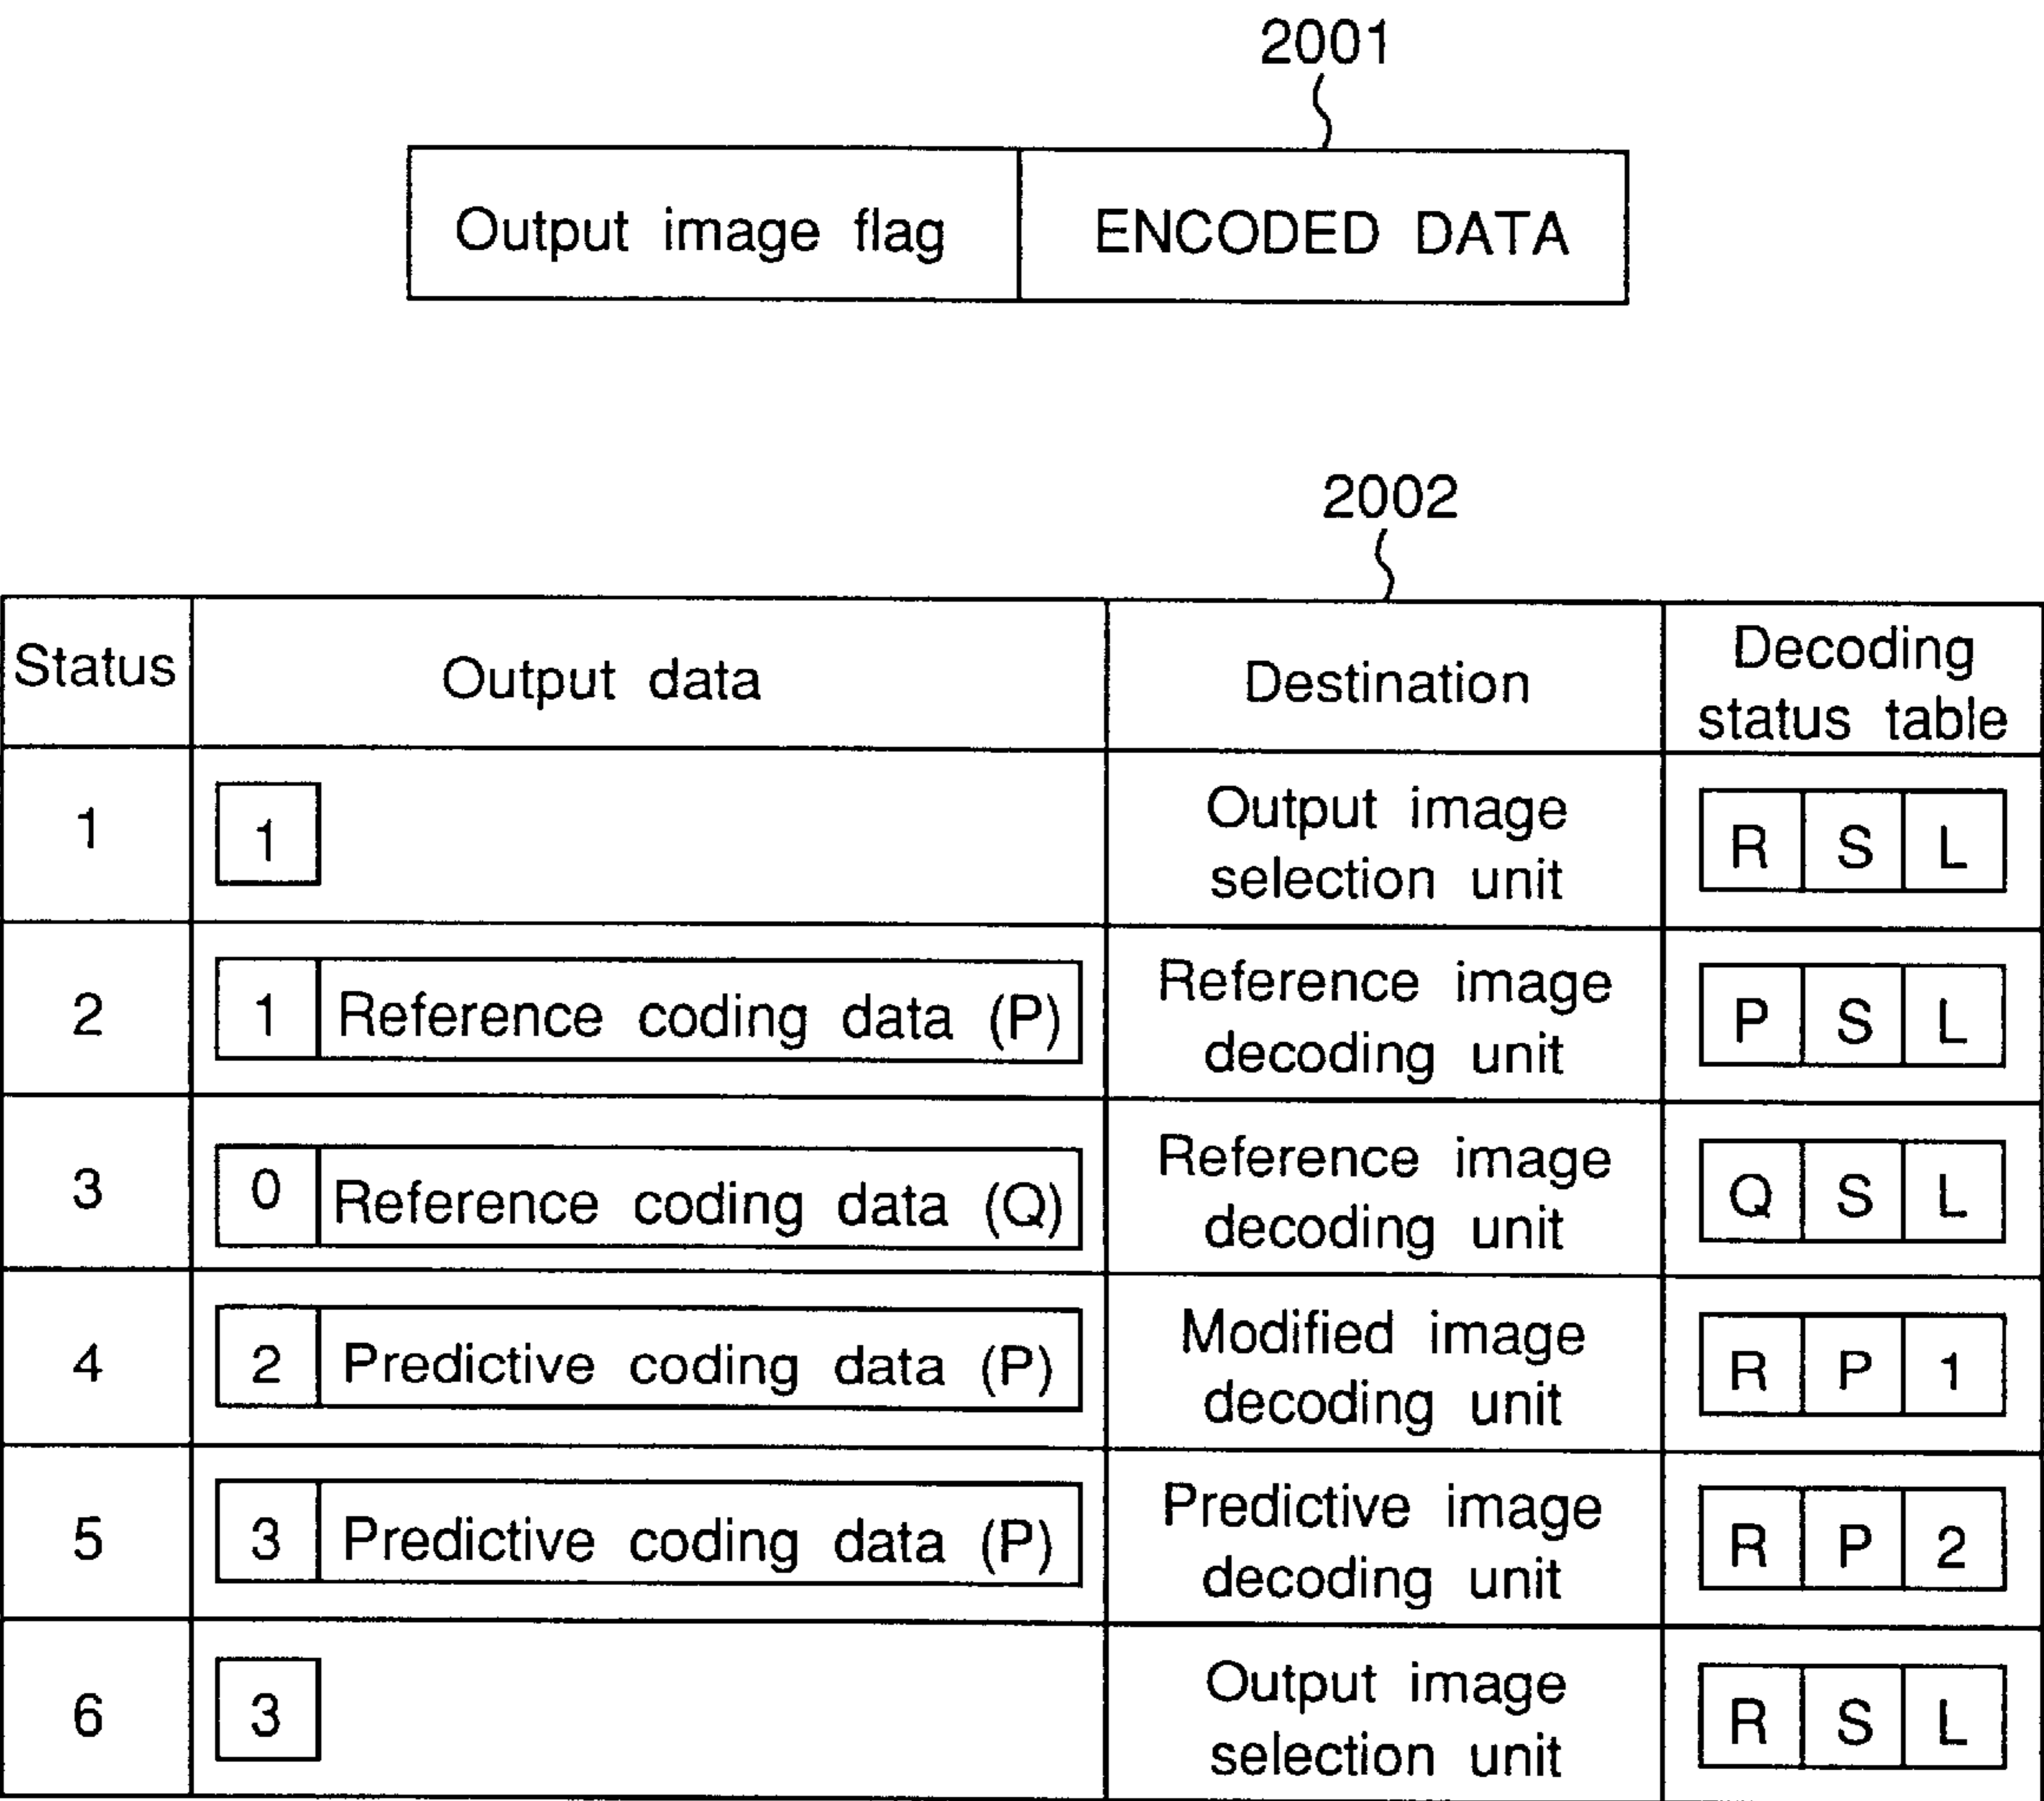 2001
Output image flag ENCODED DATA
2002
Status Output data Destination Decoding status table
1 1 Output image selection unit R S L
2 1 Reference coding data (P) Reference image decoding unit P S L
3 0 Reference coding data (Q) Reference image decoding unit Q S L
4 2 Predictive coding data (P) Modified image decoding unit R P 1
5 3 Predictive coding data (P) Predictive image decoding unit R P 2
6 3 Output image selection unit R S L